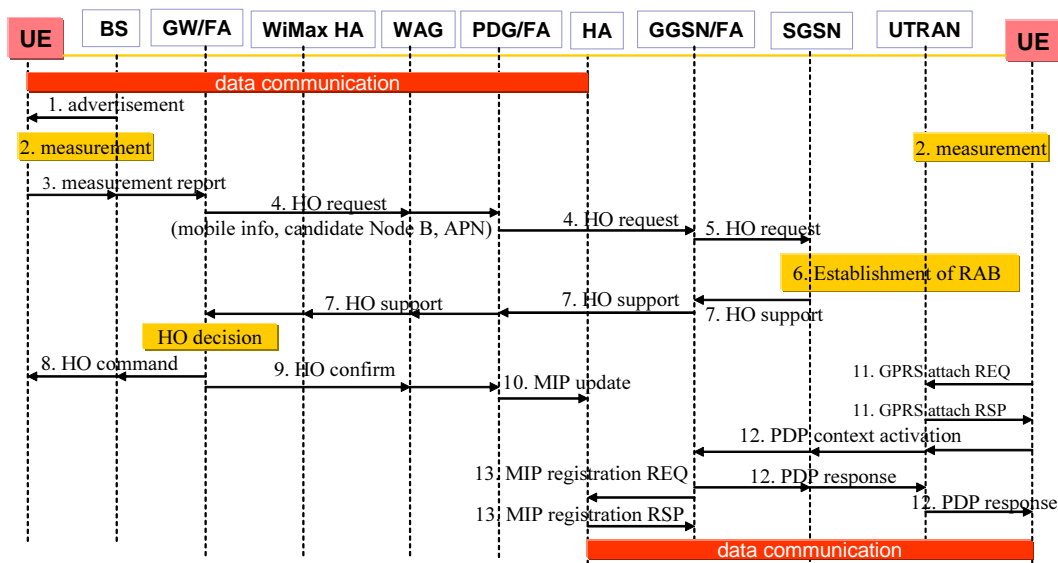 UE
BS
GW/FA
WiMax HA
WAG
PDG/FA
HA
GGSN/FA
SGSN
UTRAN
UE
data communication
1. advertisement
2. measurement
2. measurement
3. measurement report
4. HO request
(mobile info, candidate Node B, APN)
4. HO request
5. HO request
6. Establishment of RAB
7. HO support
7. HO support
7. HO support
HO decision
8. HO command
9. HO confirm
10. MIP update
11. GPRS attach REQ
11. GPRS attach RSP
12. PDP context activation
13. MIP registration REQ
12. PDP response
12. PDP response
13. MIP registration RSP
data communication